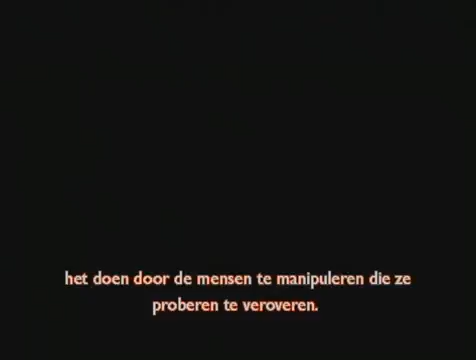 het doen door de mensen te manipuleren die ze
proberen te veroveren.